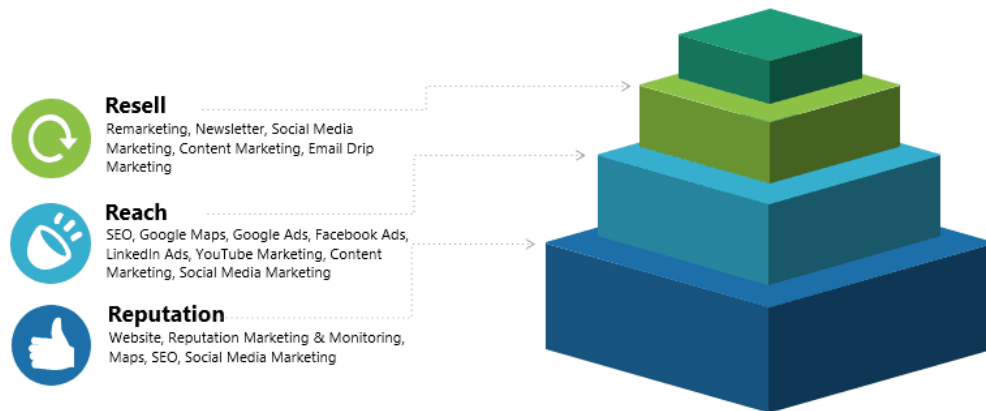 Resell
Remarketing, Newsletter, Social Media
Marketing, Content Marketing, Email Drip
Marketing
Reach
SEO, Google Maps, Google Ads, Facebook Ads,
LinkedIn Ads, YouTube Marketing, Content
Marketing, Social Media Marketing
Reputation
Website, Reputation Marketing & Monitoring,
Maps, SEO, Social Media Marketing